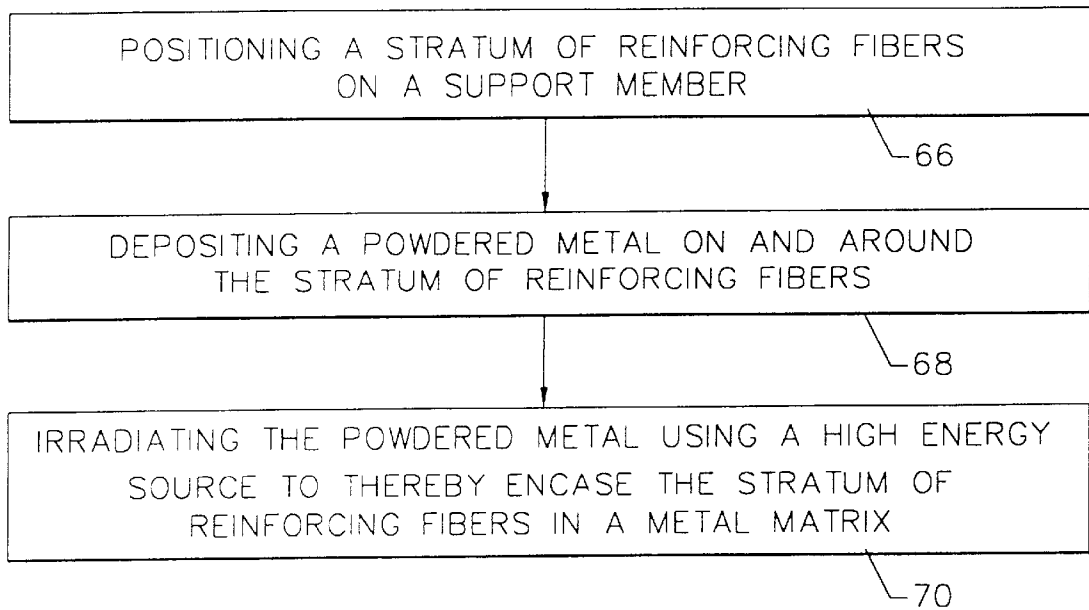 POSITIONING A STRATUM OF REINFORCING FIBERS
ON A SUPPORT MEMBER
66
DEPOSITING A POWDERED METAL ON AND AROUND
THE STRATUM OF REINFORCING FIBERS
68
IRRADIATING THE POWDERED METAL USING A HIGH ENERGY
SOURCE TO THEREBY ENCASE THE STRATUM OF
REINFORCING FIBERS IN A METAL MATRIX
70